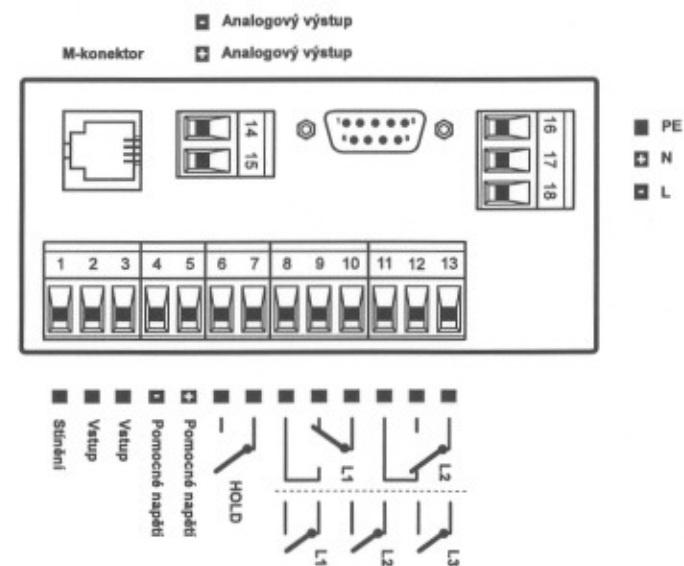 Analogový výstup
M-konektor
Analogový výstup
14
15
16
17
18
PE
N
L
1 2 3 4 5 6 7 8 9 10 11 12 13
Stínění
Vstup
Vstup
Pomocné napětí
Pomocné napětí
HOLD
L1
L2
L1
L2
L3